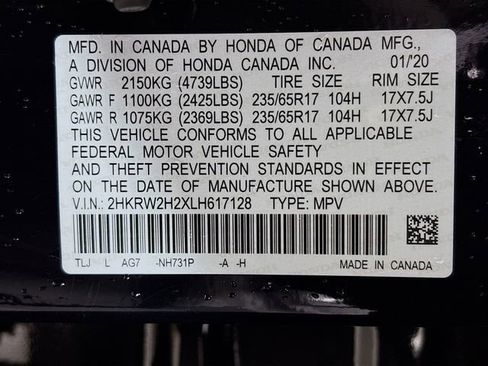 MFD. IN CANADA BY HONDA OF CANADA MFG.,
A DIVISION OF HONDA CANADA INC. 01/'20
GVWR 2150KG (4739LBS) TIRE SIZE RIM SIZE
GAWR F 1100KG (2425LBS) 235/65R17 104H 17X7.5J
GAWR R 1075KG (2369LBS) 235/65R17 104H 17X7.5J
THIS VEHICLE CONFORMS TO ALL APPLICABLE
FEDERAL MOTOR VEHICLE SAFETY
AND THEFT PREVENTION STANDARDS IN EFFECT
ON THE DATE OF MANUFACTURE SHOWN ABOVE.
V.I.N.: 2HKRW2H2XLH617128 TYPE: MPV
TLJ L AG7 -NH731P -A -H MADE IN CANADA